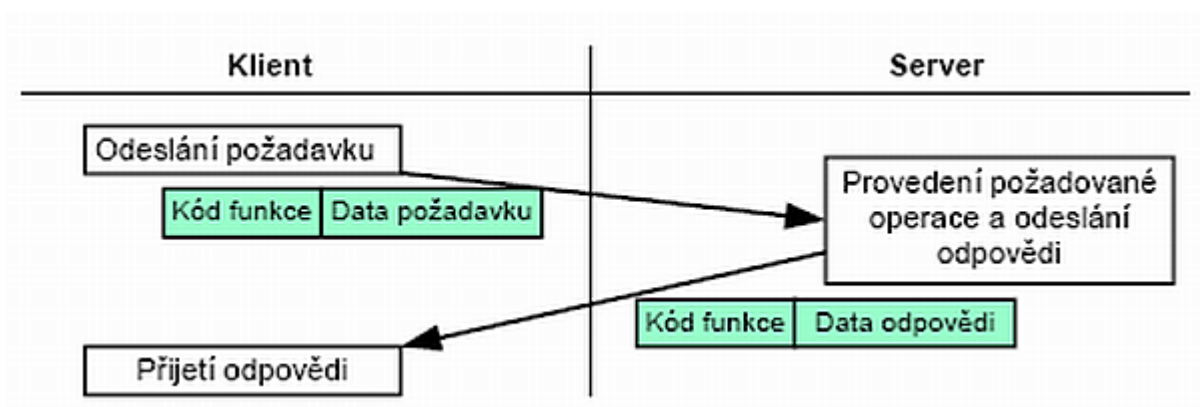 Klient
Server
Odeslání požadavku
Kód funkce Data požadavku
Provedení požadované
operace a odeslání
odpovědi
Kód funkce Data odpovědi
Přijetí odpovědi